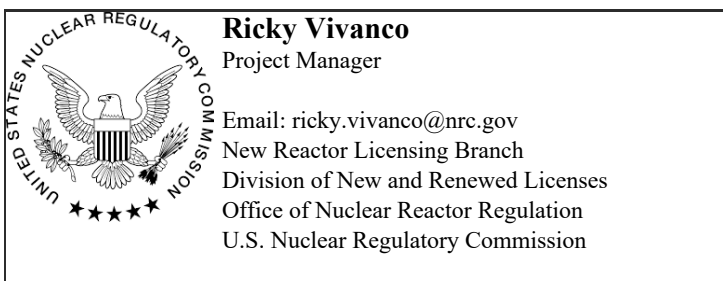 UNITED STATES NUCLEAR REGULATORY COMMISSION
Ricky Vivanco
Project Manager
Email: ricky.vivanco@nrc.gov
New Reactor Licensing Branch
Division of New and Renewed Licenses
Office of Nuclear Reactor Regulation
U.S. Nuclear Regulatory Commission